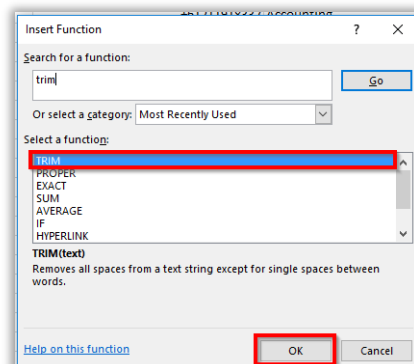 +61711918337 Accounting
Insert Function ? X
Search for a function:
trim
Go
Or select a category: Most Recently Used
Select a function:
TRIM
PROPER
EXACT
SUM
AVERAGE
IF
HYPERLINK
TRIM(text)
Removes all spaces from a text string except for single spaces between
words.
Help on this function
OK
Cancel